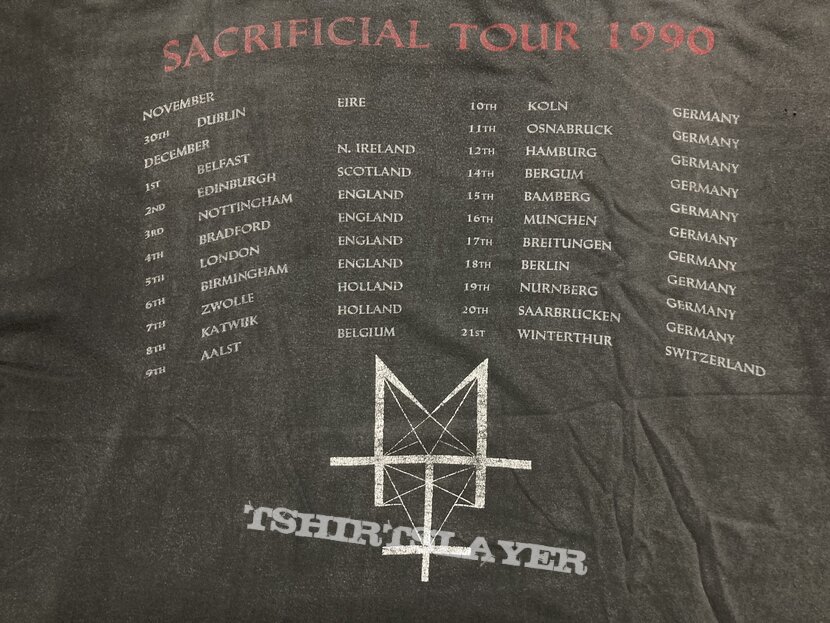 SACRIFICIAL TOUR 1990
NOVEMBER
30TH DUBLIN EIRE
DECEMBER
1ST BELFAST N. IRELAND
2ND EDINBURGH SCOTLAND
3RD NOTTINGHAM ENGLAND
4TH BRADFORD ENGLAND
5TH LONDON ENGLAND
6TH BIRMINGHAM ENGLAND
7TH ZWOLLE HOLLAND
8TH KATWIJK HOLLAND
9TH AALST BELGIUM
10TH KOLN GERMANY
11TH OSNABRUCK GERMANY
12TH HAMBURG GERMANY
14TH BERGUM GERMANY
15TH BAMBERG GERMANY
16TH MUNCHEN GERMANY
17TH BREITUNGEN GERMANY
18TH BERLIN GERMANY
19TH NURNBERG GERMANY
20TH SAARBRUCKEN GERMANY
21ST WINTERTHUR SWITZERLAND
TSHIRTSLAYER